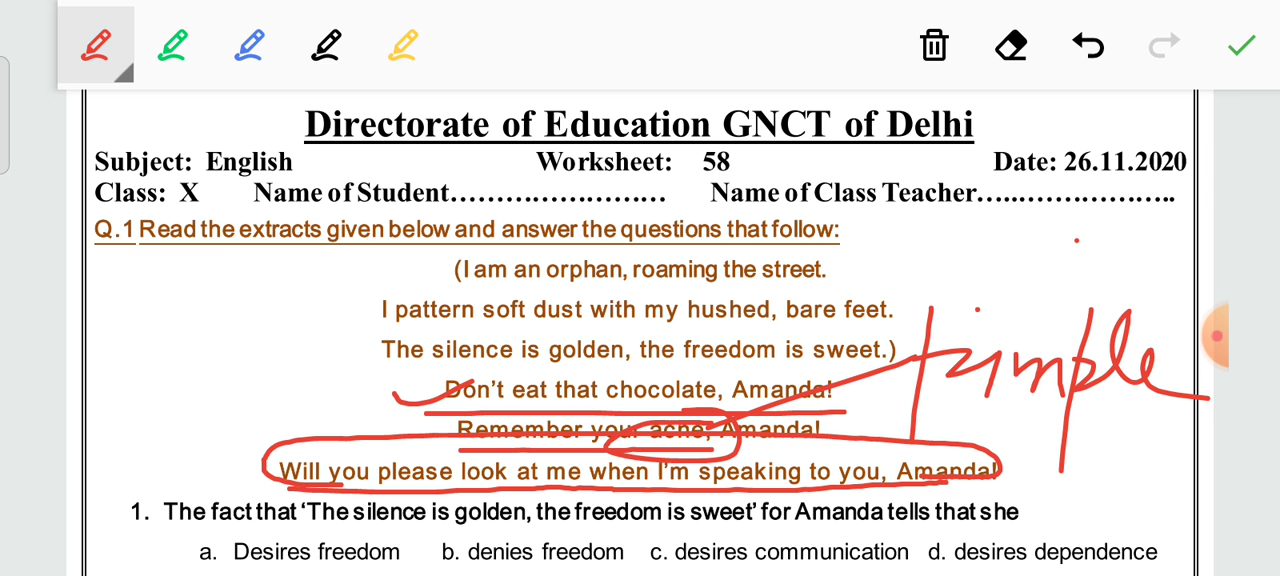 Directorate of Education GNCT of Delhi
Subject: English Worksheet: 58 Date: 26.11.2020
Class: X Name of Student........................ Name of Class Teacher........................
Q.1 Read the extracts given below and answer the questions that follow:
(I am an orphan, roaming the street.
I pattern soft dust with my hushed, bare feet.
The silence is golden, the freedom is sweet.)
Don't eat that chocolate, Amanda!
Remember your acne, Amanda!
Will you please look at me when I'm speaking to you, Amanda!
1. The fact that 'The silence is golden, the freedom is sweet' for Amanda tells that she
a. Desires freedom b. denies freedom c. desires communication d. desires dependence